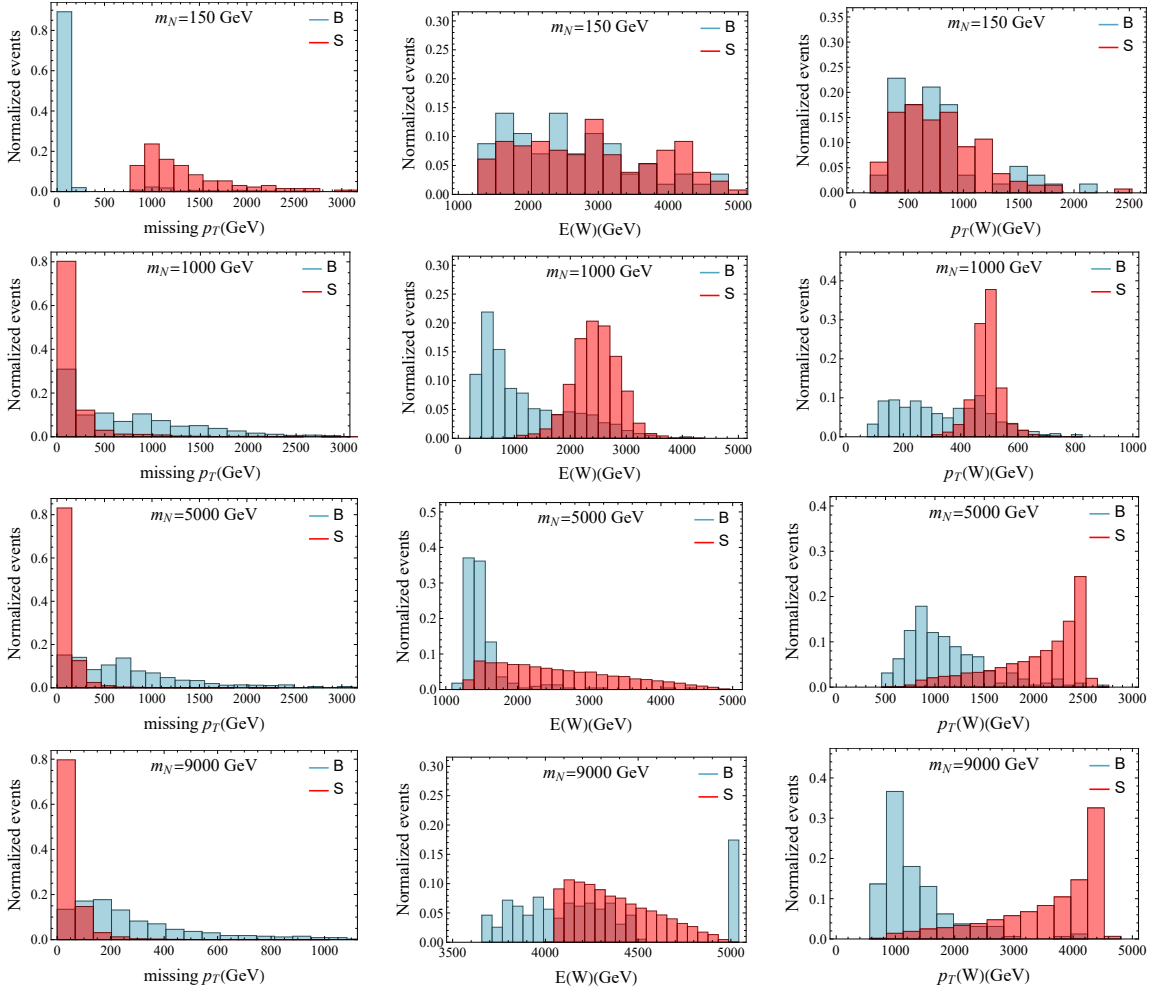 m_N=150 GeV
B
S
Normalized events
0.8
0.6
0.4
0.2
0.0
0 500 1000 1500 2000 2500 3000
missing p_T(GeV)
m_N=150 GeV
B
S
Normalized events
0.30
0.25
0.20
0.15
0.10
0.05
0.00
1000 2000 3000 4000 5000
E(W)(GeV)
m_N=150 GeV
B
S
Normalized events
0.35
0.30
0.25
0.20
0.15
0.10
0.05
0.00
0 500 1000 1500 2000 2500
p_T(W)(GeV)
m_N=1000 GeV
B
S
Normalized events
0.8
0.6
0.4
0.2
0.0
0 500 1000 1500 2000 2500 3000
missing p_T(GeV)
m_N=1000 GeV
B
S
Normalized events
0.30
0.25
0.20
0.15
0.10
0.05
0.00
0 1000 2000 3000 4000 5000
E(W)(GeV)
m_N=1000 GeV
B
S
Normalized events
0.4
0.3
0.2
0.1
0.0
0 200 400 600 800 1000
p_T(W)(GeV)
m_N=5000 GeV
B
S
Normalized events
0.8
0.6
0.4
0.2
0.0
0 500 1000 1500 2000 2500 3000
missing p_T(GeV)
m_N=5000 GeV
B
S
Normalized events
0.5
0.4
0.3
0.2
0.1
0.0
1000 2000 3000 4000 5000
E(W)(GeV)
m_N=5000 GeV
B
S
Normalized events
0.4
0.3
0.2
0.1
0.0
0 500 1000 1500 2000 2500 3000
p_T(W)(GeV)
m_N=9000 GeV
B
S
Normalized events
0.8
0.6
0.4
0.2
0.0
0 200 400 600 800 1000
missing p_T(GeV)
m_N=9000 GeV
B
S
Normalized events
0.30
0.25
0.20
0.15
0.10
0.05
0.00
3500 4000 4500 5000
E(W)(GeV)
m_N=9000 GeV
B
S
Normalized events
0.4
0.3
0.2
0.1
0.0
0 1000 2000 3000 4000 5000
p_T(W)(GeV)